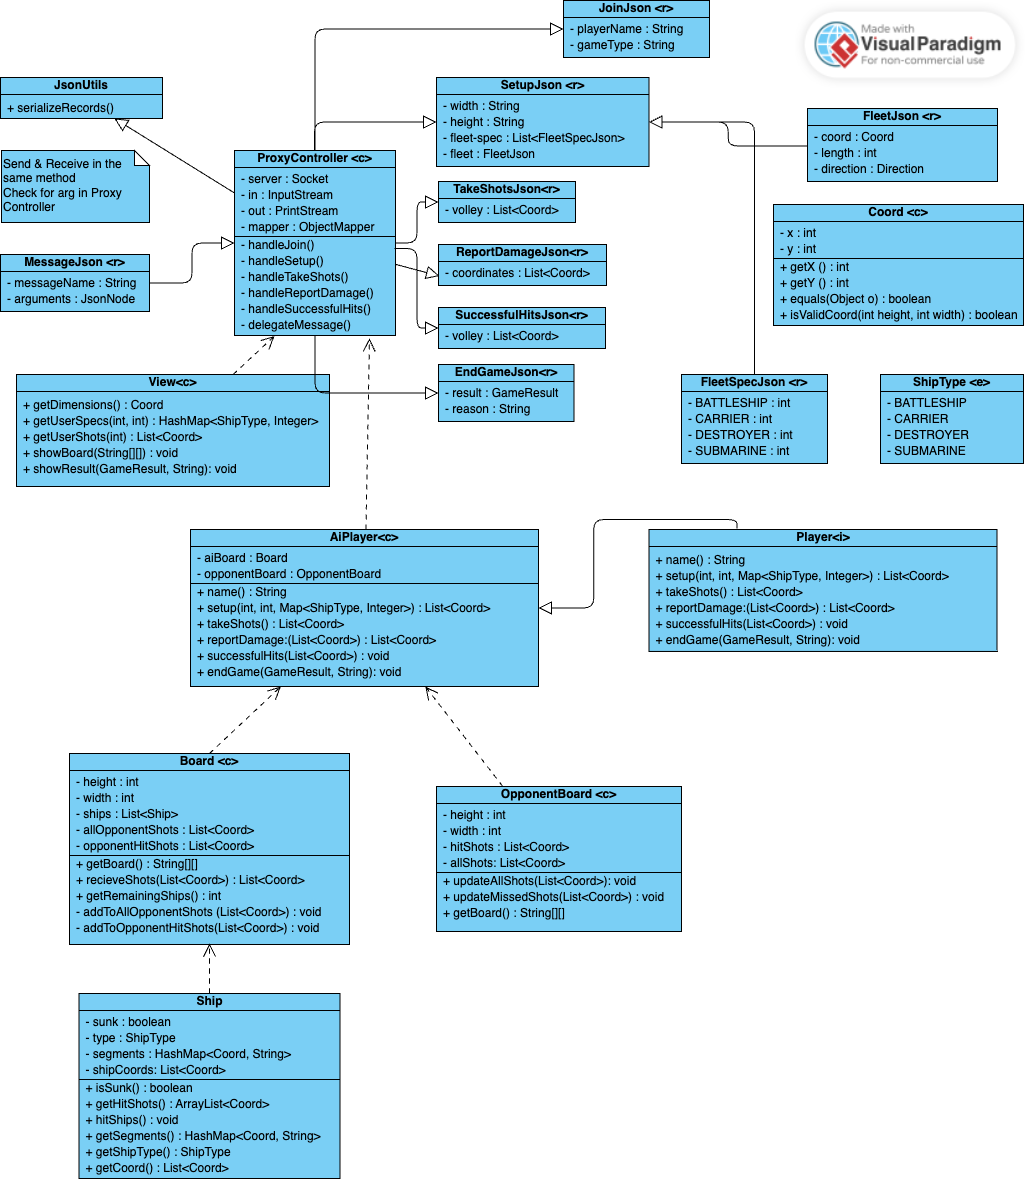 JoinJson <r>
- playerName : String
- gameType : String
Made with
VisualParadigm
For non-commercial use
JsonUtils
+ serializeRecords()
SetupJson <r>
- width : String
- height : String
- fleet-spec : List<FleetSpecJson>
- fleet : FleetJson
FleetJson <r>
- coord : Coord
- length : int
- direction : Direction
Send & Receive in the
same method
Check for arg in Proxy
Controller
ProxyController <c>
- server : Socket
- in : InputStream
- out : PrintStream
- mapper : ObjectMapper
- handleJoin()
- handleSetup()
- handleTakeShots()
- handleReportDamage()
- handleSuccessfulHits()
- delegateMessage()
TakeShotsJson<r>
- volley : List<Coord>
Coord <c>
- x : int
- y : int
+ getX () : int
+ getY () : int
+ equals(Object o) : boolean
+ isValidCoord(int height, int width) : boolean
MessageJson <r>
- messageName : String
- arguments : JsonNode
ReportDamageJson<r>
- coordinates : List<Coord>
SuccessfulHitsJson<r>
- volley : List<Coord>
EndGameJson<r>
- result : GameResult
- reason : String
View<c>
+ getDimensions() : Coord
+ getUserSpecs(int, int) : HashMap<ShipType, Integer>
+ getUserShots(int) : List<Coord>
+ showBoard(String[][]) : void
+ showResult(GameResult, String): void
FleetSpecJson <r>
- BATTLESHIP : int
- CARRIER : int
- DESTROYER : int
- SUBMARINE : int
ShipType <e>
- BATTLESHIP
- CARRIER
- DESTROYER
- SUBMARINE
AiPlayer<c>
- aiBoard : Board
- opponentBoard : OpponentBoard
+ name() : String
+ setup(int, int, Map<ShipType, Integer>) : List<Coord>
+ takeShots() : List<Coord>
+ reportDamage:(List<Coord>) : List<Coord>
+ successfulHits(List<Coord>) : void
+ endGame(GameResult, String): void
Player<i>
+ name() : String
+ setup(int, int, Map<ShipType, Integer>) : List<Coord>
+ takeShots() : List<Coord>
+ reportDamage:(List<Coord>) : List<Coord>
+ successfulHits(List<Coord>) : void
+ endGame(GameResult, String): void
Board <c>
- height : int
- width : int
- ships : List<Ship>
- allOpponentShots : List<Coord>
- opponentHitShots : List<Coord>
+ getBoard() : String[][]
+ recieveShots(List<Coord>) : List<Coord>
+ getRemainingShips() : int
- addToAllOpponentShots (List<Coord>) : void
- addToOpponentHitShots(List<Coord>) : void
OpponentBoard <c>
- height : int
- width : int
- hitShots : List<Coord>
- allShots: List<Coord>
+ updateAllShots(List<Coord>): void
+ updateMissedShots(List<Coord>) : void
+ getBoard() : String[][]
Ship
- sunk : boolean
- type : ShipType
- segments : HashMap<Coord, String>
- shipCoords: List<Coord>
+ isSunk() : boolean
+ getHitShots() : ArrayList<Coord>
+ hitShips() : void
+ getSegments() : HashMap<Coord, String>
+ getShipType() : ShipType
+ getCoord() : List<Coord>